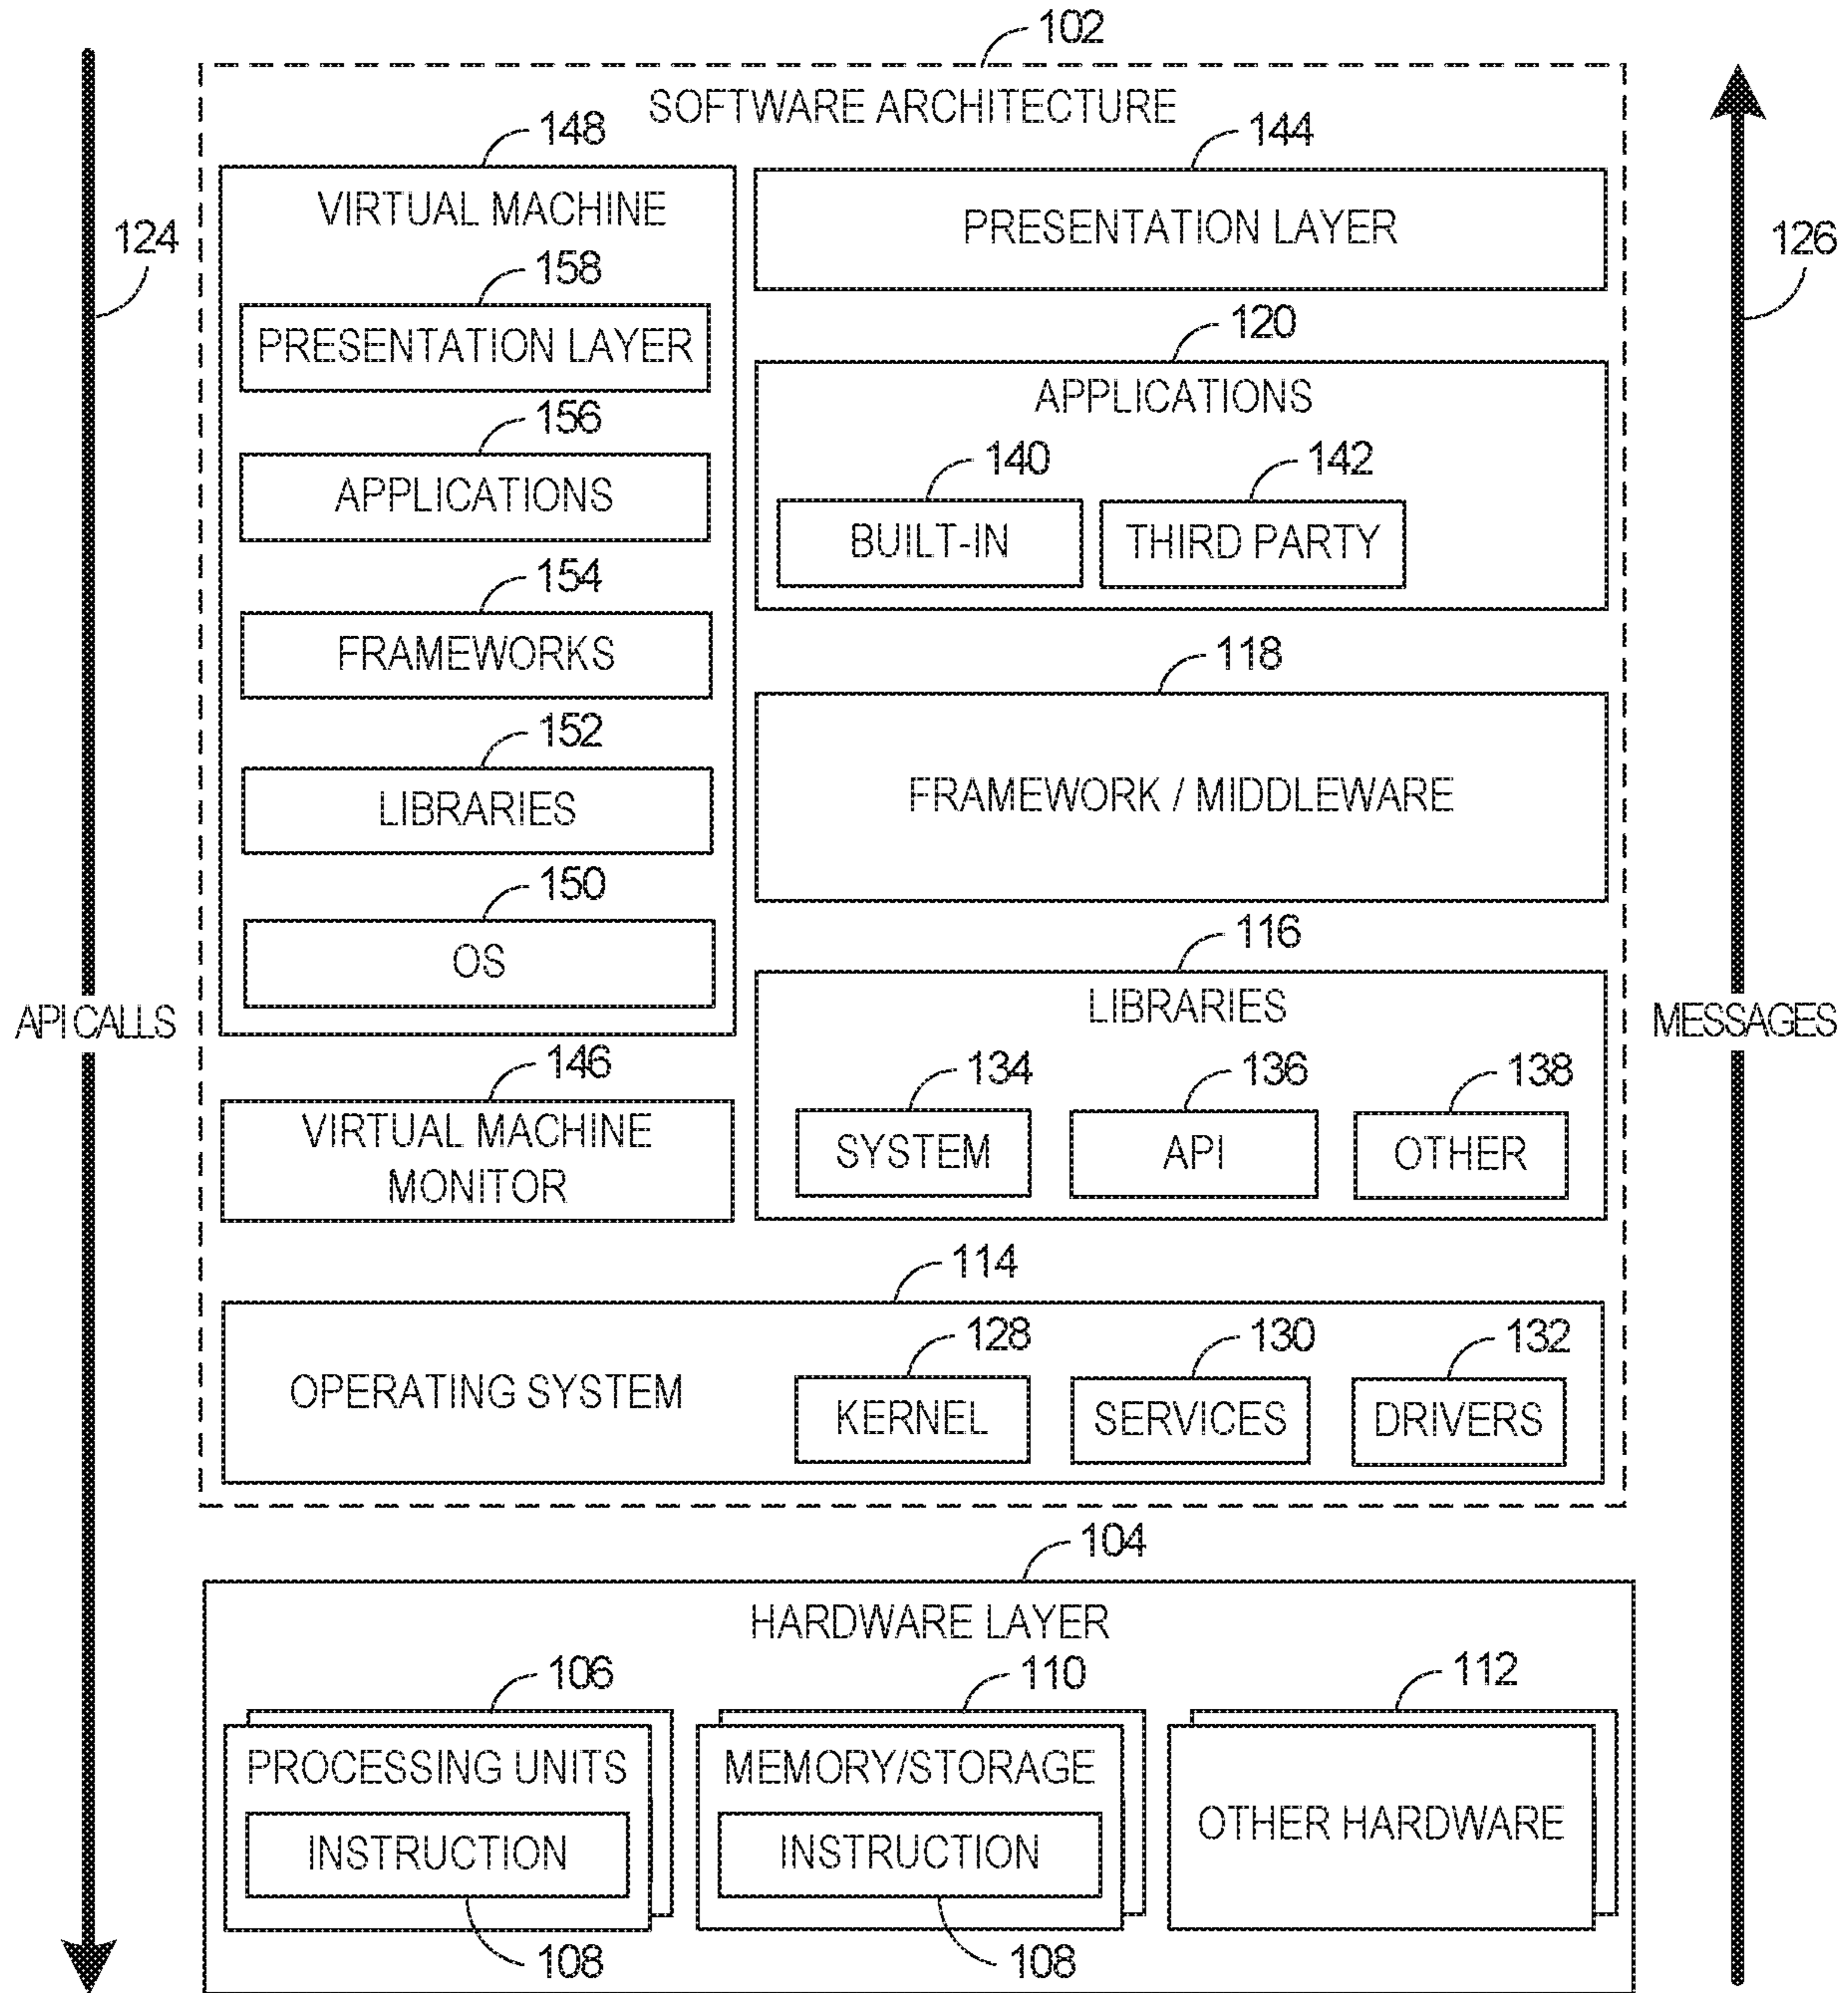 102
SOFTWARE ARCHITECTURE
148
VIRTUAL MACHINE
158
PRESENTATION LAYER
156
APPLICATIONS
154
FRAMEWORKS
152
LIBRARIES
150
OS
146
VIRTUAL MACHINE
MONITOR
144
PRESENTATION LAYER
120
APPLICATIONS
140
BUILT-IN
142
THIRD PARTY
118
FRAMEWORK / MIDDLEWARE
116
LIBRARIES
134
SYSTEM
136
API
138
OTHER
114
OPERATING SYSTEM
128
KERNEL
130
SERVICES
132
DRIVERS
124
API CALLS
126
MESSAGES
104
HARDWARE LAYER
106
PROCESSING UNITS
INSTRUCTION
108
110
MEMORY/STORAGE
INSTRUCTION
108
112
OTHER HARDWARE